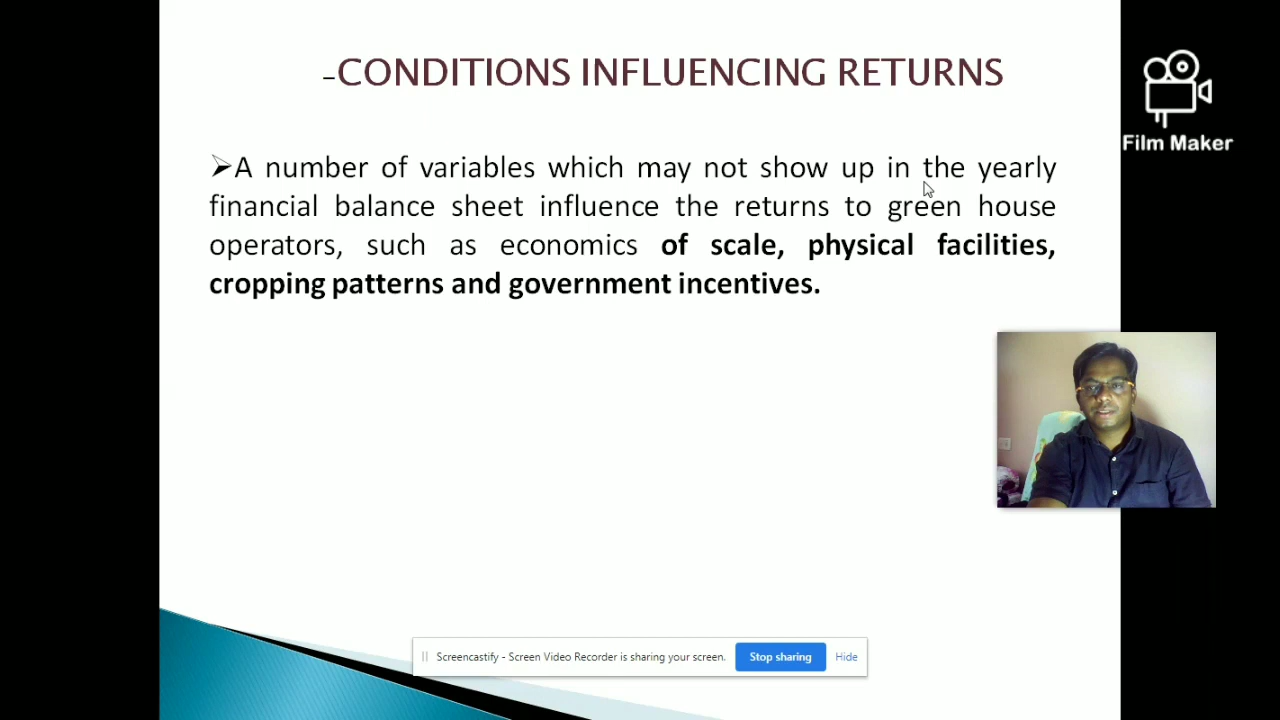 –CONDITIONS INFLUENCING RETURNS
Film Maker
➢A number of variables which may not show up in the yearly
financial balance sheet influence the returns to green house
operators, such as economics of scale, physical facilities,
cropping patterns and government incentives.
Screencastify - Screen Video Recorder is sharing your screen. Stop sharing Hide